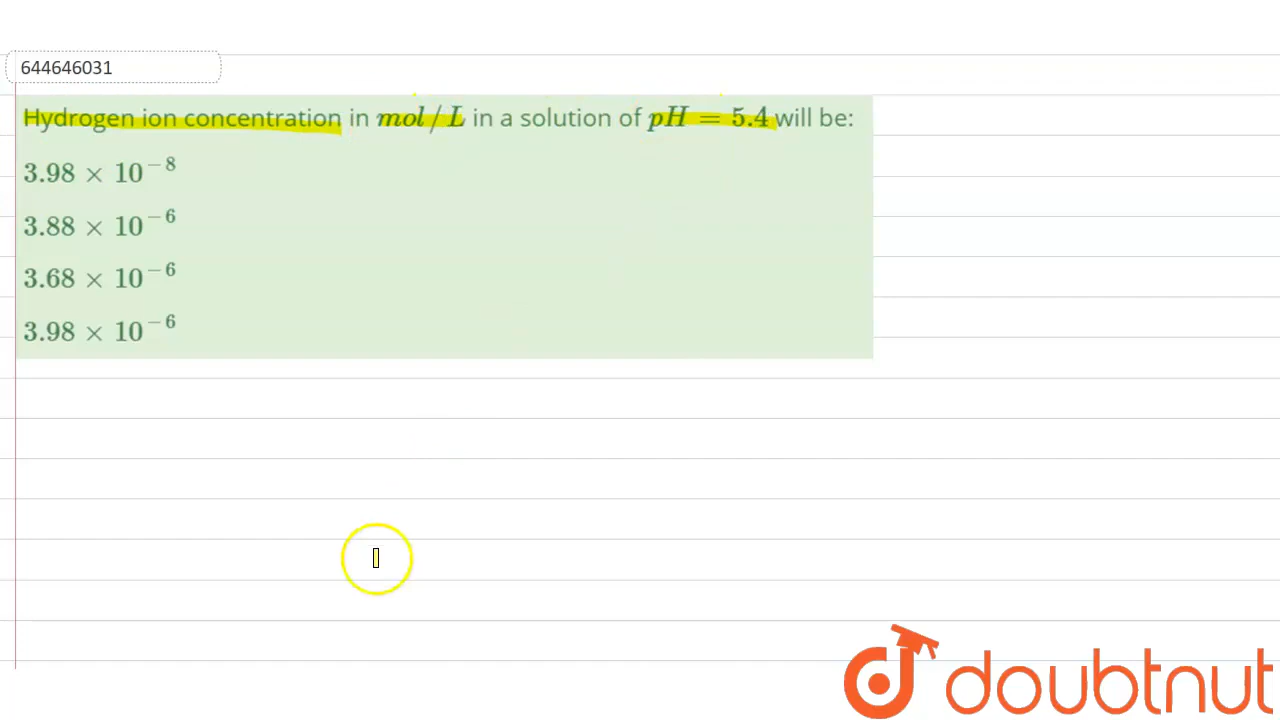 644646031
Hydrogen ion concentration in mol/L in a solution of pH = 5.4 will be:
3.98 × 10⁻⁸
3.88 × 10⁻⁶
3.68 × 10⁻⁶
3.98 × 10⁻⁶
doubtnut